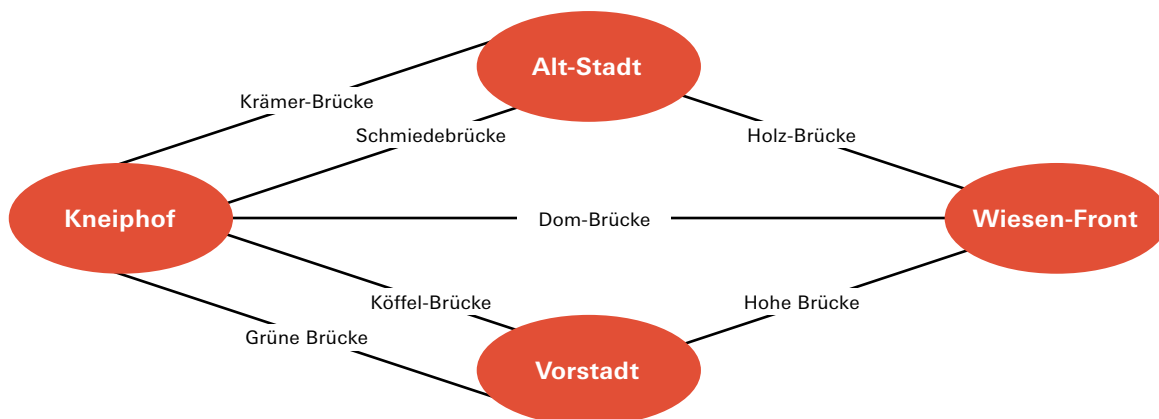 Alt-Stadt
Krämer-Brücke
Schmiedebrücke
Holz-Brücke
Kneiphof
Dom-Brücke
Wiesen-Front
Köffel-Brücke
Hohe Brücke
Grüne Brücke
Vorstadt